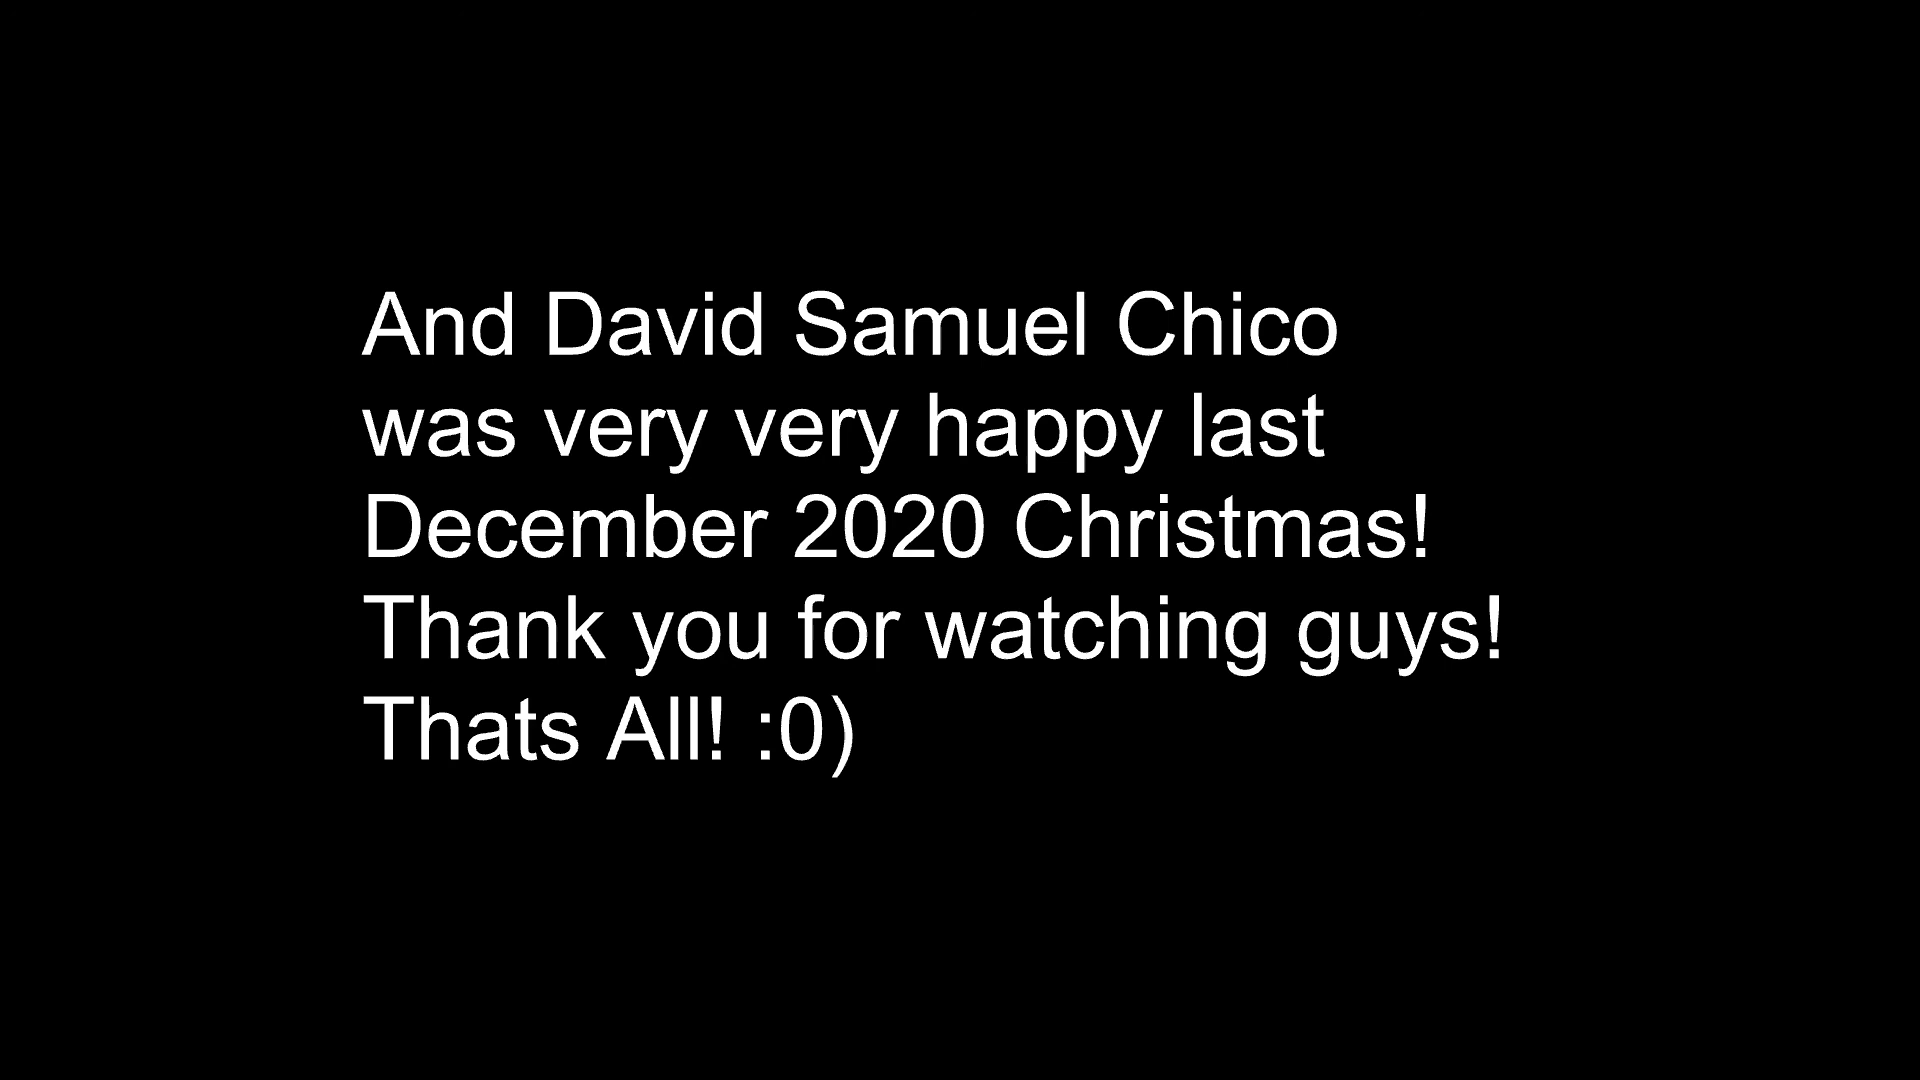 And David Samuel Chico
was very very happy last
December 2020 Christmas!
Thank you for watching guys!
Thats All! :0)